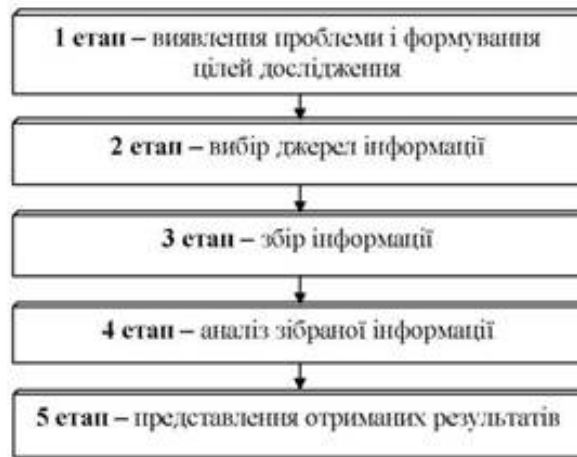 1 етап – виявлення проблеми і формування
цілей дослідження
2 етап – вибір джерел інформації
3 етап – збір інформації
4 етап – аналіз зібраної інформації
5 етап – представлення отриманих результатів